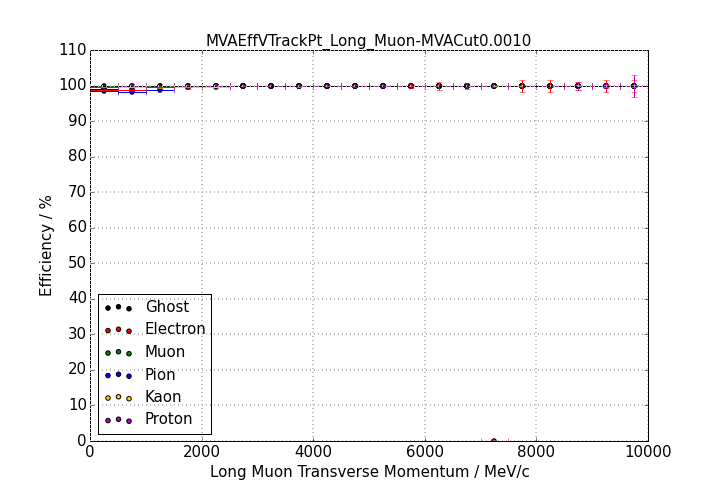 MVAEffVTrackPt_Long_Muon-MVACut0.0010
110
100
90
80
70
60
50
40
30
20
10
0
Efficiency / %
Ghost
Electron
Muon
Pion
Kaon
Proton
0 2000 4000 6000 8000 10000
Long Muon Transverse Momentum / MeV/c